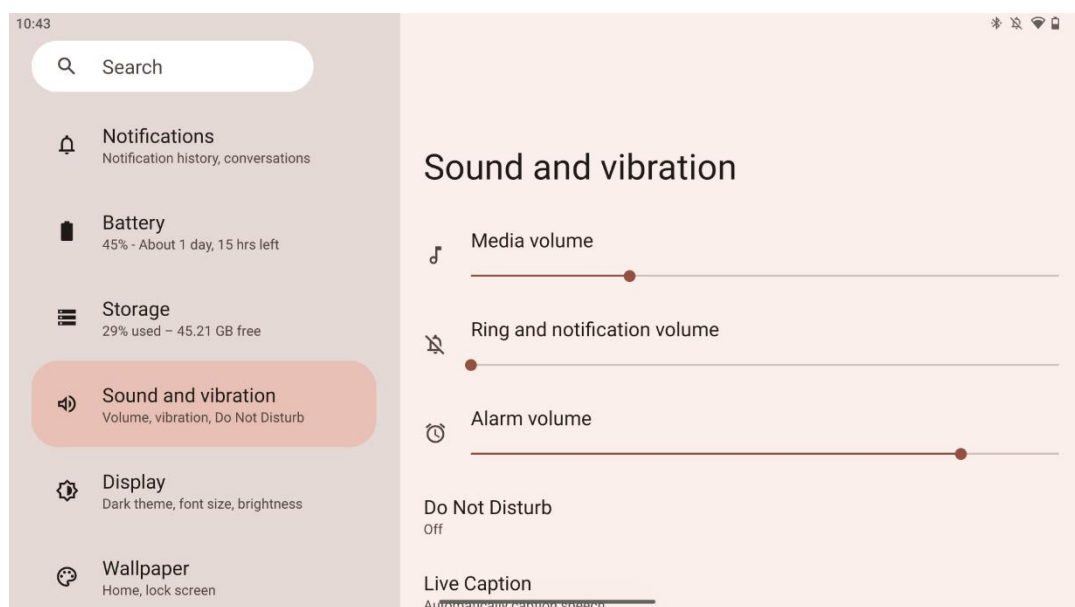 10:43
Search
Notifications
Notification history, conversations
Battery
45% - About 1 day, 15 hrs left
Storage
29% used – 45.21 GB free
Sound and vibration
Volume, vibration, Do Not Disturb
Display
Dark theme, font size, brightness
Wallpaper
Home, lock screen
Sound and vibration
Media volume
Ring and notification volume
Alarm volume
Do Not Disturb
Off
Live Caption
Automatically caption speech